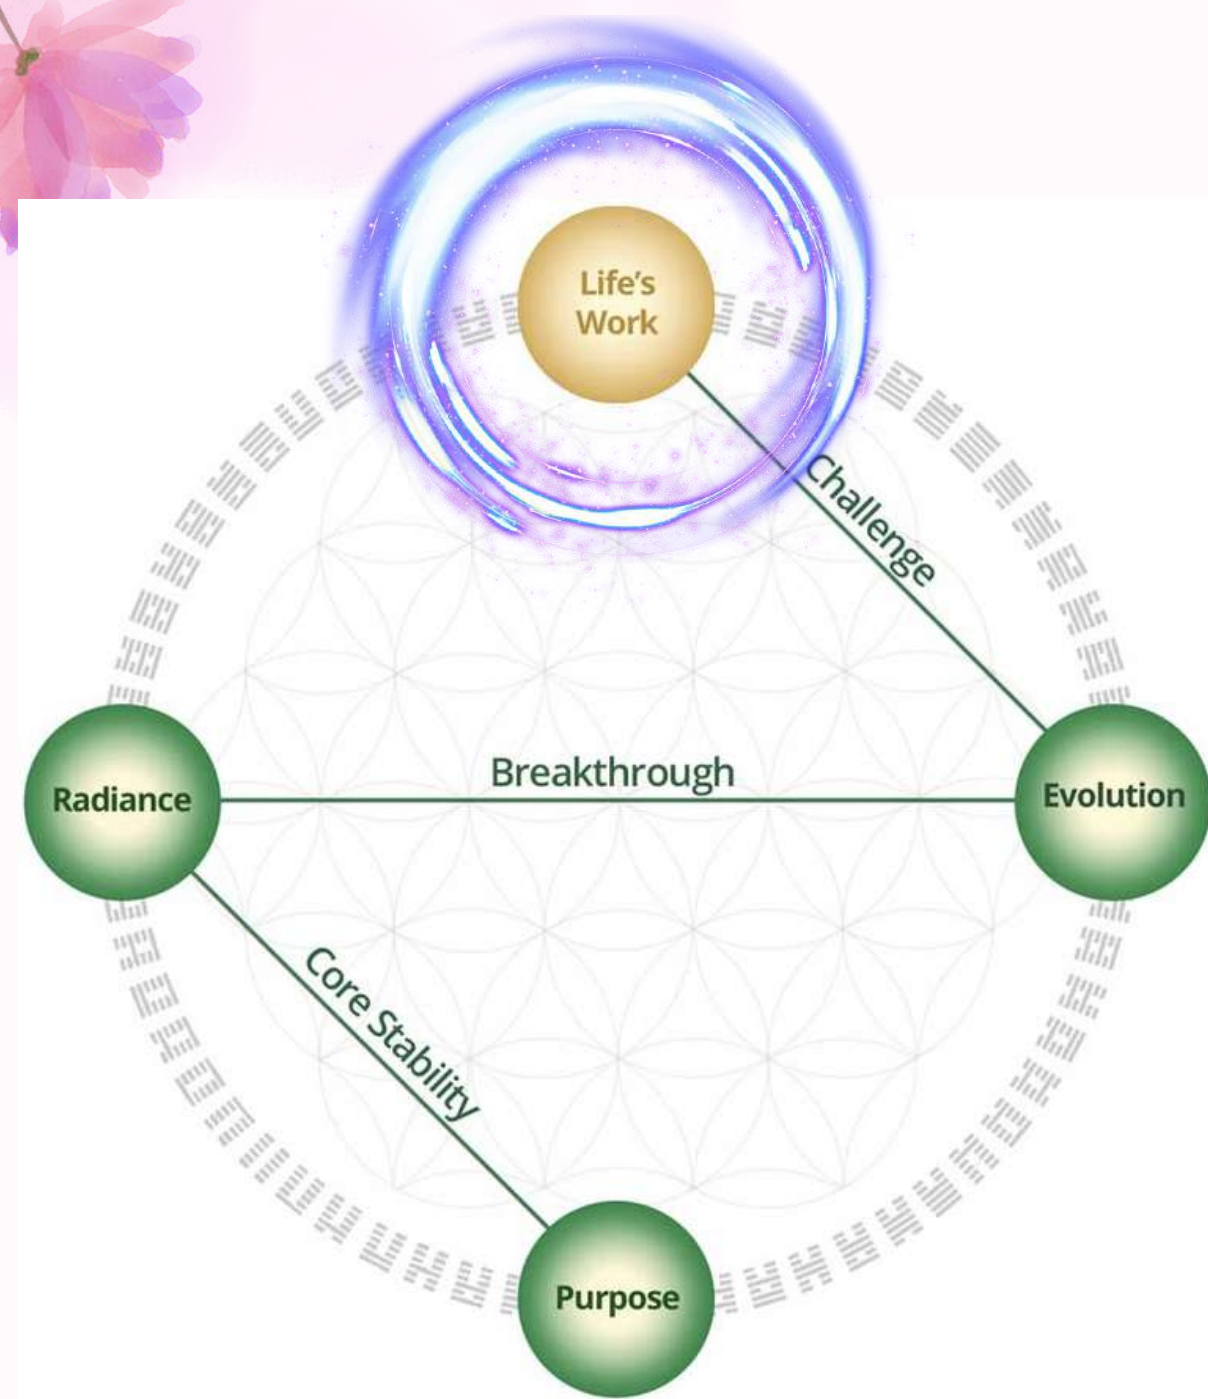 Life's
Work
Challenge
Breakthrough
Radiance
Evolution
Core Stability
Purpose